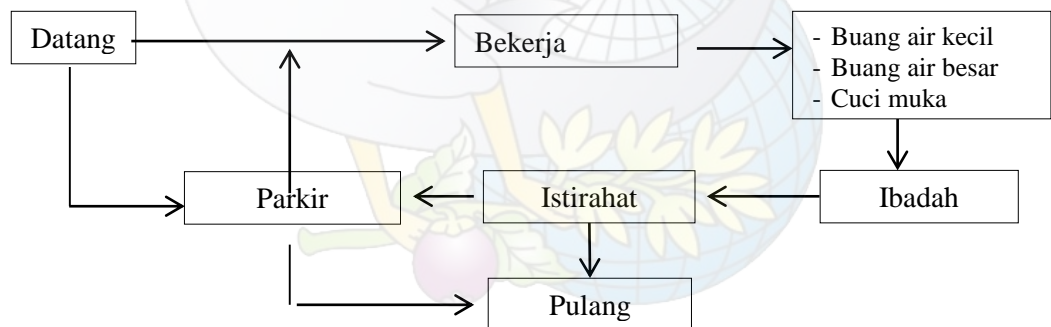 Datang
Bekerja
- Buang air kecil
- Buang air besar
- Cuci muka
Parkir
Istirahat
Ibadah
Pulang